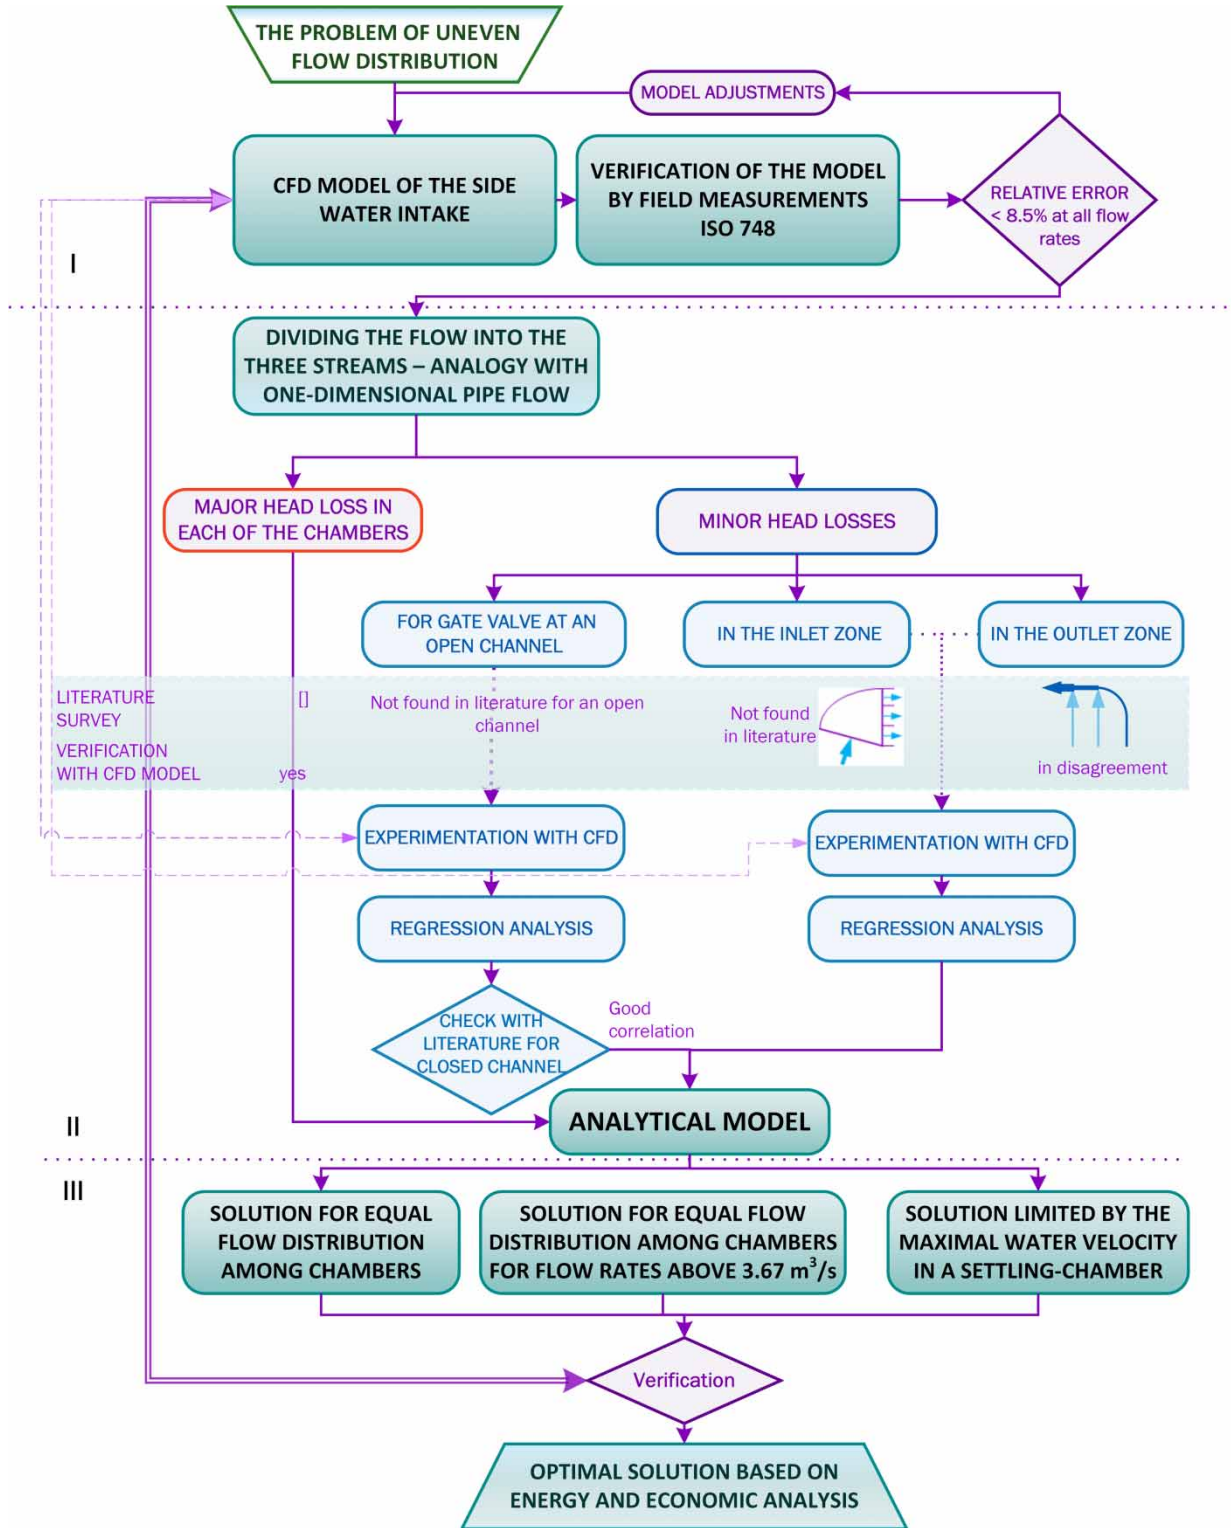 THE PROBLEM OF UNEVEN
FLOW DISTRIBUTION
MODEL ADJUSTMENTS
CFD MODEL OF THE SIDE
WATER INTAKE
VERIFICATION OF THE MODEL
BY FIELD MEASUREMENTS
ISO 748
RELATIVE ERROR
< 8.5% at all flow
rates
I
DIVIDING THE FLOW INTO THE
THREE STREAMS – ANALOGY WITH
ONE-DIMENSIONAL PIPE FLOW
MAJOR HEAD LOSS IN
EACH OF THE CHAMBERS
MINOR HEAD LOSSES
FOR GATE VALVE AT AN
OPEN CHANNEL
IN THE INLET ZONE
IN THE OUTLET ZONE
LITERATURE
SURVEY
[]
Not found in literature for an open
channel
Not found
in literature
VERIFICATION
WITH CFD MODEL
yes
in disagreement
EXPERIMENTATION WITH CFD
EXPERIMENTATION WITH CFD
REGRESSION ANALYSIS
REGRESSION ANALYSIS
CHECK WITH
LITERATURE FOR
CLOSED CHANNEL
Good
correlation
ANALYTICAL MODEL
II
III
SOLUTION FOR EQUAL
FLOW DISTRIBUTION
AMONG CHAMBERS
SOLUTION FOR EQUAL FLOW
DISTRIBUTION AMONG CHAMBERS
FOR FLOW RATES ABOVE 3.67 m³/s
SOLUTION LIMITED BY THE
MAXIMAL WATER VELOCITY
IN A SETTLING-CHAMBER
Verification
OPTIMAL SOLUTION BASED ON
ENERGY AND ECONOMIC ANALYSIS